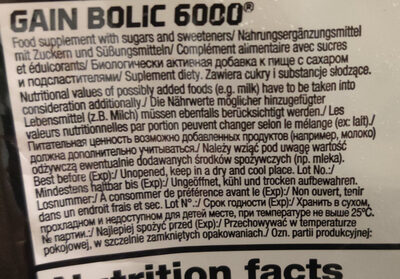 GAIN BOLIC 6000®
Food supplement with sugars and sweeteners/ Nahrungsergänzungsmittel
mit Zuckern und Süßungsmitteln/ Complément alimentaire avec sucres
et édulcorants/ Биологически активная добавка к пище с сахаром
и подсластителями/ Suplement diety. Zawiera cukry i substancje słodzące.
Nutritional values of possibly added foods (e.g. milk) have to be taken into
consideration additionally./ Die Nährwerte möglicher hinzugefügter
Lebensmittel (z.B. Milch) müssen ebenfalls berücksichtigt werden./ Les
valeurs nutritionnelles par portion peuvent changer selon le mélange (ex: lait)./
Питательная ценность возможно добавленных продуктов (например, молоко)
должна дополнительно учитываться./ Należy wziąć pod uwagę wartość
odżywczą ewentualnie dodawanych środków spożywczych (np. mleka).
Best before (Exp):/ Unopened, keep in a dry and cool place. Lot No.:/
Mindestens haltbar bis (Exp):/ Ungeöffnet, kühl und trocken aufbewahren.
Losnummer:/ A consommer de préférence avant le (Exp):/ Non ouvert, tenir
dans un endroit frais et sec. Lot N°.:/ Срок годности (Exp):/ Хранить в сухом,
прохладном и недоступном для детей месте, при температуре не выше 25°C.
№ партии:/ Najlepiej spożyć przed (Exp):/ Przechowywać w temperaturze
pokojowej, w szczelnie zamkniętych opakowaniach./ Ozn. partii produkcyjnej:
Nutrition facts